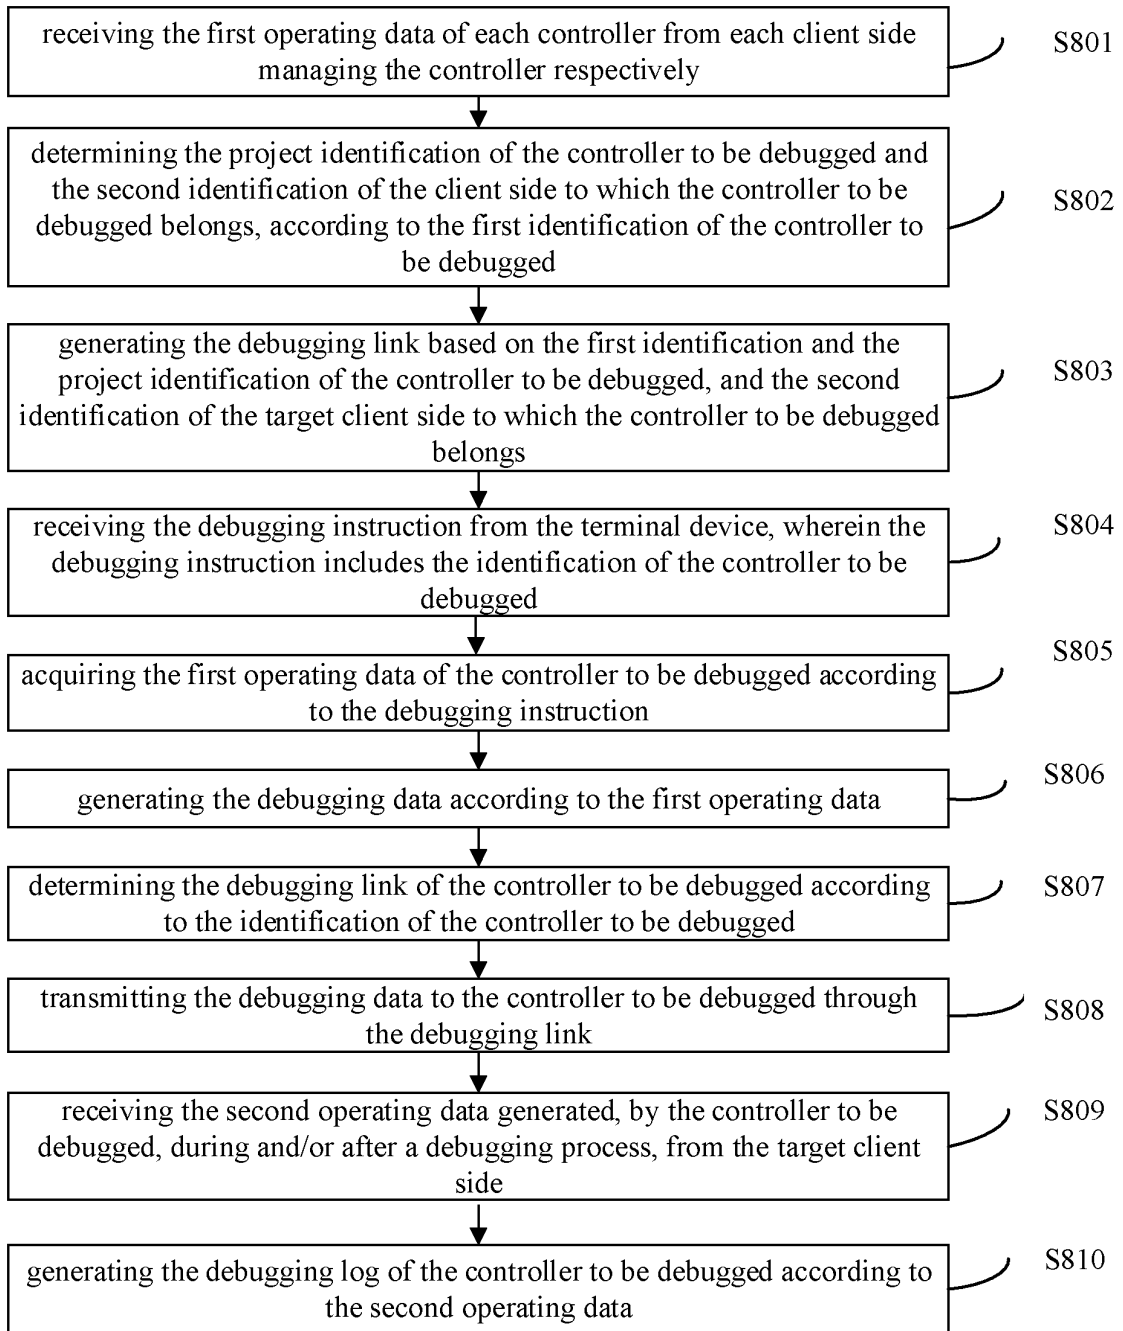 receiving the first operating data of each controller from each client side
managing the controller respectively
S801
determining the project identification of the controller to be debugged and
the second identification of the client side to which the controller to be
debugged belongs, according to the first identification of the controller to
be debugged
S802
generating the debugging link based on the first identification and the
project identification of the controller to be debugged, and the second
identification of the target client side to which the controller to be debugged
belongs
S803
receiving the debugging instruction from the terminal device, wherein the
debugging instruction includes the identification of the controller to be
debugged
S804
acquiring the first operating data of the controller to be debugged according
to the debugging instruction
S805
generating the debugging data according to the first operating data
S806
determining the debugging link of the controller to be debugged according
to the identification of the controller to be debugged
S807
transmitting the debugging data to the controller to be debugged through
the debugging link
S808
receiving the second operating data generated, by the controller to be
debugged, during and/or after a debugging process, from the target client
side
S809
generating the debugging log of the controller to be debugged according to
the second operating data
S810